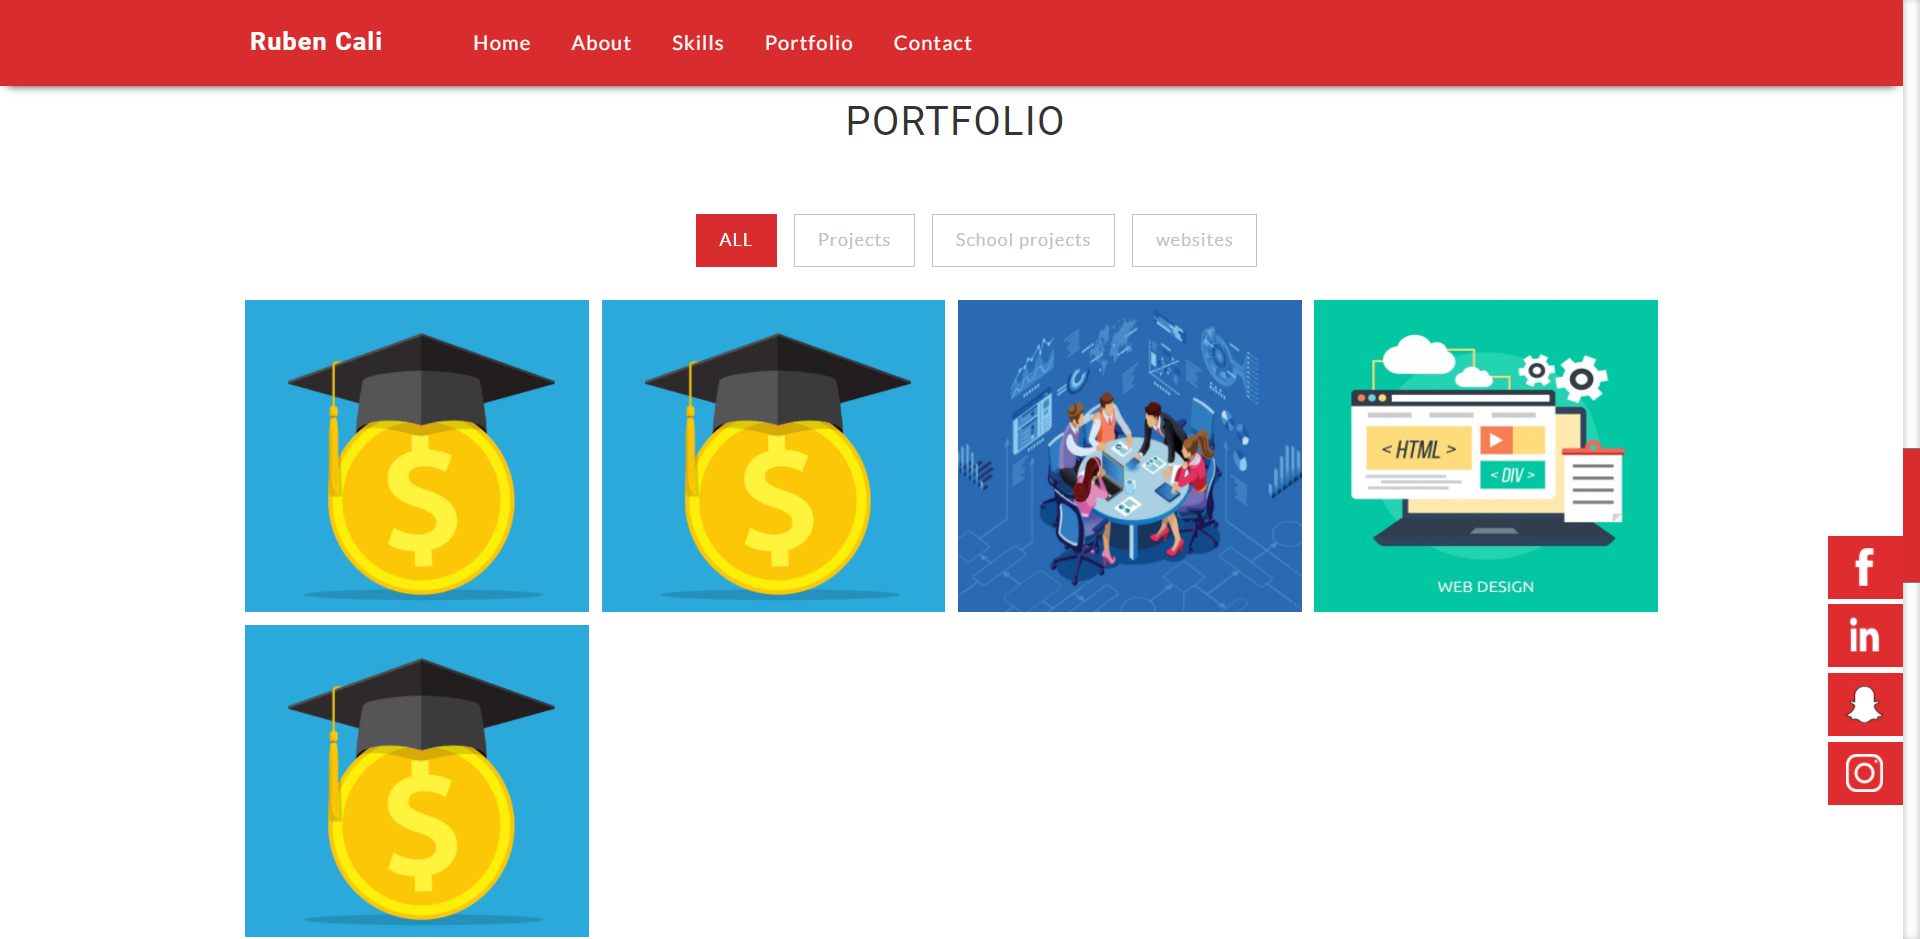 Ruben Cali Home About Skills Portfolio Contact
PORTFOLIO
ALL Projects School projects websites
$ $ < HTML >
< DIV >
WEB DESIGN
f
in
$